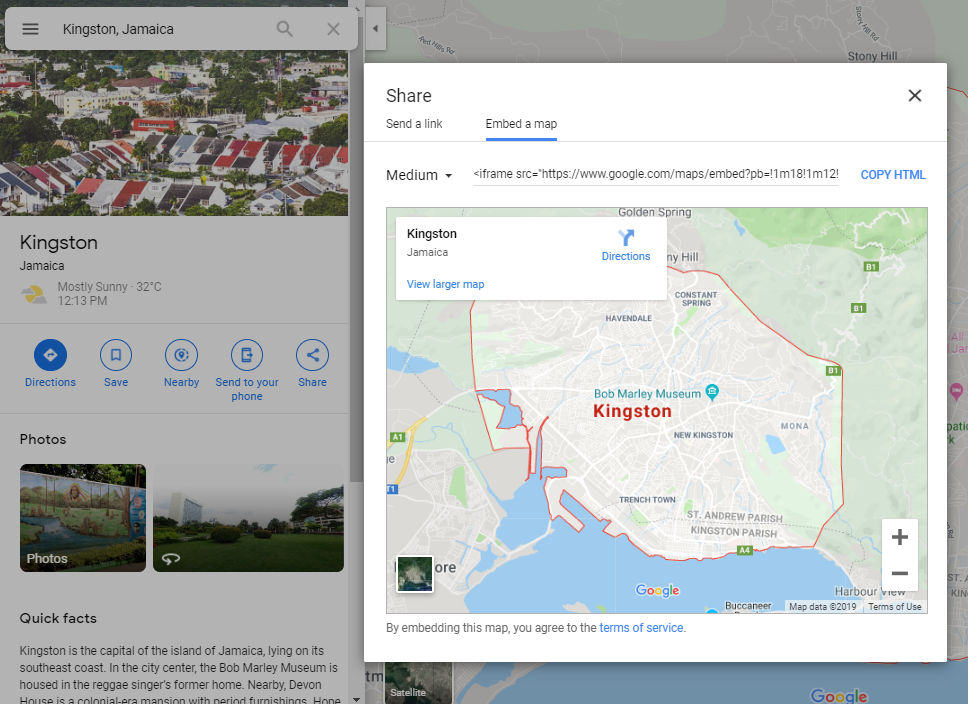 Kingston, Jamaica
Kingston
Jamaica
Mostly Sunny · 32°C
12:13 PM
Directions
Save
Nearby
Send to your
phone
Share
Photos
Photos
Quick facts
Kingston is the capital of the island of Jamaica, lying on its
southeast coast. In the city center, the Bob Marley Museum is
housed in the reggae singer's former home. Nearby, Devon
House is a colonial-era mansion with period furnishings. Hope
Red Hills Rd
Stony Hill
Share
Send a link
Embed a map
Medium
<iframe src="https://www.google.com/maps/embed?pb=!1m18!1m12!
COPY HTML
Golden Spring
Kingston
Jamaica
Directions
View larger map
ny Hill
B1
CONSTANT
SPRING
B1
HAVENDALE
B1
Bob Marley Museum
Kingston
MONA
A1
NEW KINGSTON
ge
T1
TRENCH TOWN
ST. ANDREW PARISH
KINGSTON PARISH
A4
ore
Google
Harbour View
Buccaneer
Map data ©2019
Terms of Use
By embedding this map, you agree to the terms of service.
Satellite
Google